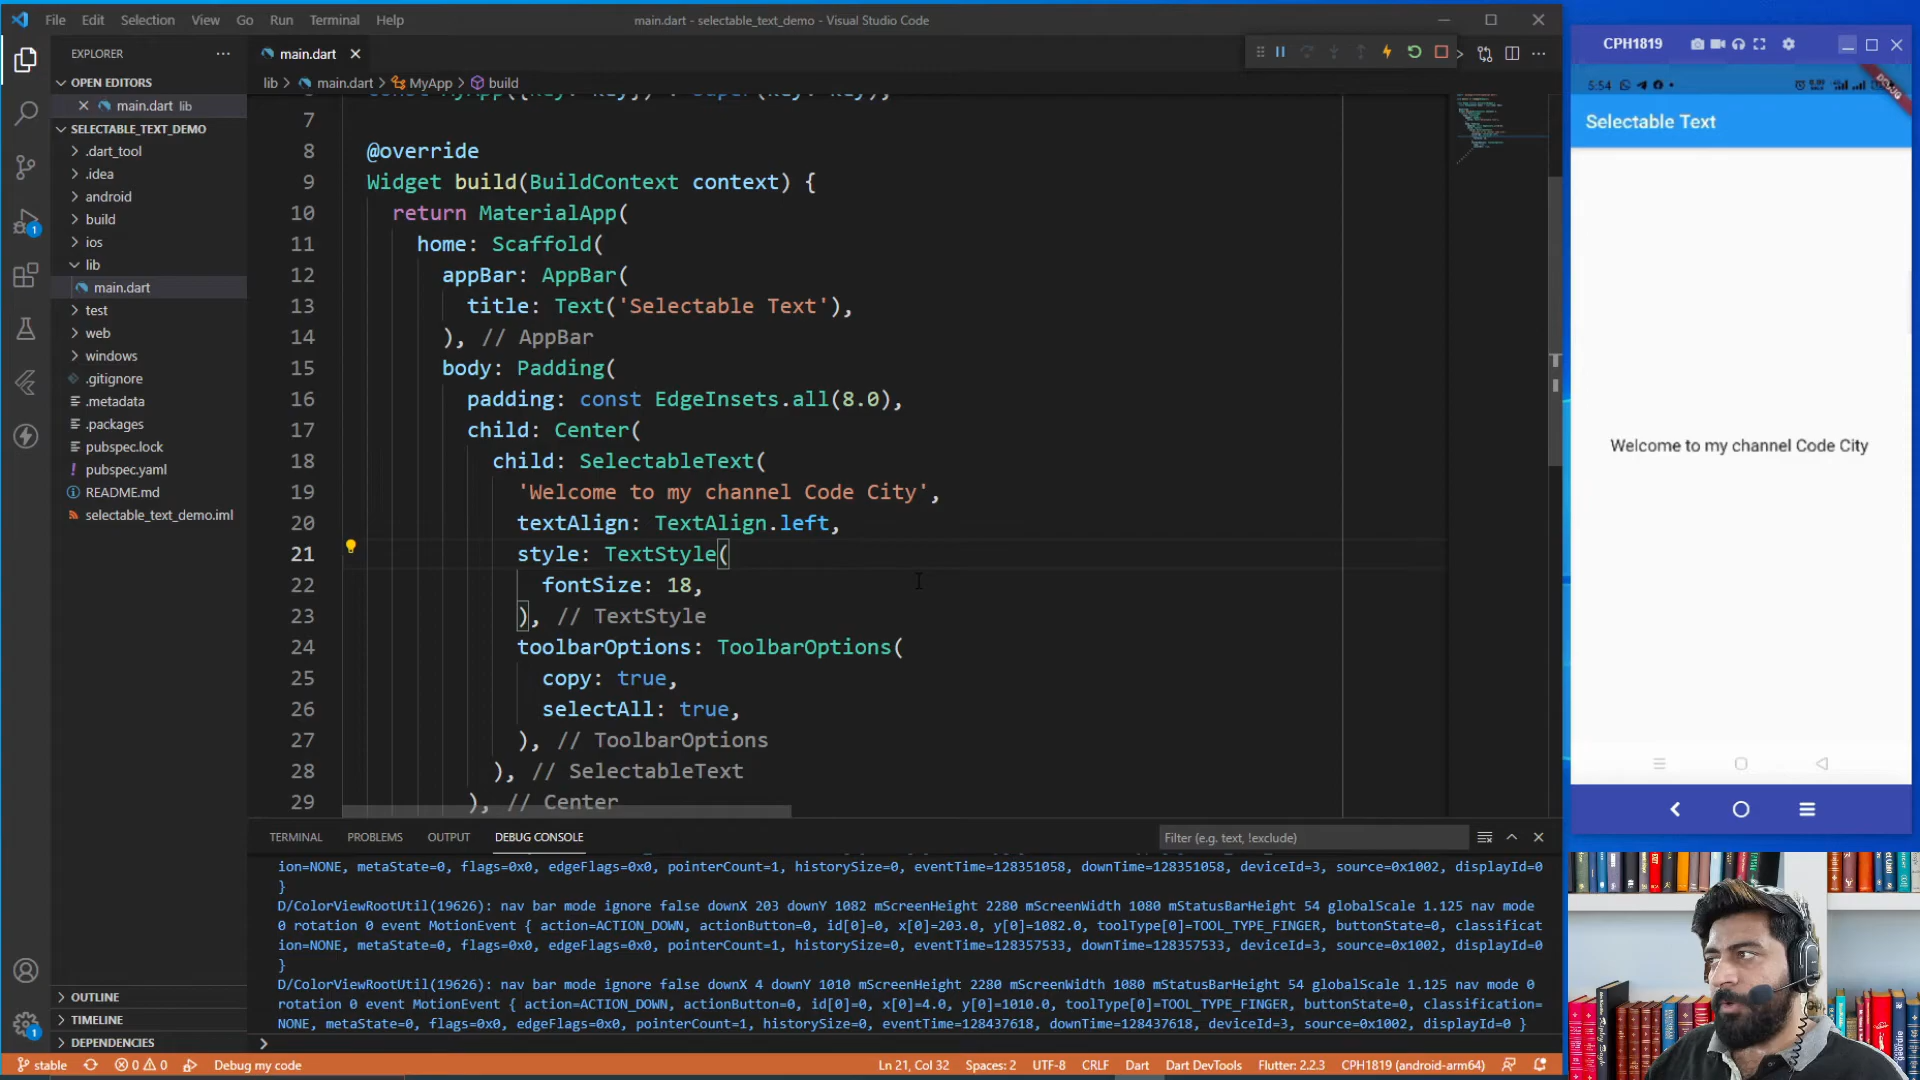 File Edit Selection View Go Run Terminal Help
main.dart - selectable_text_demo - Visual Studio Code
EXPLORER
OPEN EDITORS
main.dart lib
SELECTABLE_TEXT_DEMO
.dart_tool
.idea
android
build
ios
lib
main.dart
test
web
windows
.gitignore
.metadata
.packages
pubspec.lock
pubspec.yaml
README.md
selectable_text_demo.iml
OUTLINE
TIMELINE
DEPENDENCIES
main.dart
lib > main.dart > MyApp > build
7
8 @override
9 Widget build(BuildContext context) {
10 return MaterialApp(
11 home: Scaffold(
12 appBar: AppBar(
13 title: Text('Selectable Text'),
14 ), // AppBar
15 body: Padding(
16 padding: const EdgeInsets.all(8.0),
17 child: Center(
18 child: SelectableText(
19 'Welcome to my channel Code City',
20 textAlign: TextAlign.left,
21 style: TextStyle(
22 fontSize: 18,
23 ), // TextStyle
24 toolbarOptions: ToolbarOptions(
25 copy: true,
26 selectAll: true,
27 ), // ToolbarOptions
28 ), // SelectableText
29 ), // Center
TERMINAL PROBLEMS OUTPUT DEBUG CONSOLE
Filter (e.g. text, !exclude)
ion=NONE, metaState=0, flags=0x0, edgeFlags=0x0, pointerCount=1, historySize=0, eventTime=128351058, downTime=128351058, deviceId=3, source=0x1002, displayId=0
}
D/ColorViewRootUtil(19626): nav bar mode ignore false downX 203 downY 1082 mScreenHeight 2280 mScreenWidth 1080 mStatusBarHeight 54 globalScale 1.125 nav mode
0 rotation 0 event MotionEvent { action=ACTION_DOWN, actionButton=0, id[0]=0, x[0]=203.0, y[0]=1082.0, toolType[0]=TOOL_TYPE_FINGER, buttonState=0, classificat
ion=NONE, metaState=0, flags=0x0, edgeFlags=0x0, pointerCount=1, historySize=0, eventTime=128357533, downTime=128357533, deviceId=3, source=0x1002, displayId=0
}
D/ColorViewRootUtil(19626): nav bar mode ignore false downX 4 downY 1010 mScreenHeight 2280 mScreenWidth 1080 mStatusBarHeight 54 globalScale 1.125 nav mode 0
rotation 0 event MotionEvent { action=ACTION_DOWN, actionButton=0, id[0]=0, x[0]=4.0, y[0]=1010.0, toolType[0]=TOOL_TYPE_FINGER, buttonState=0, classification=
NONE, metaState=0, flags=0x0, edgeFlags=0x0, pointerCount=1, historySize=0, eventTime=128437618, downTime=128437618, deviceId=3, source=0x1002, displayId=0 }
stable 0 0 Debug my code
Ln 21, Col 32 Spaces: 2 UTF-8 CRLF Dart Dart DevTools Flutter: 2.2.3 CPH1819 (android-arm64)
CPH1819
5:54
DEBUG
Selectable Text
Welcome to my channel Code City